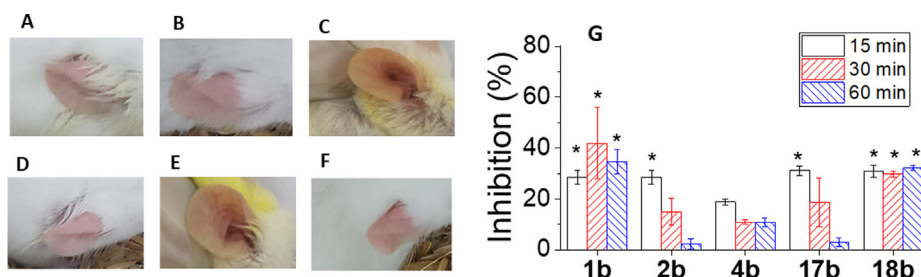 A
B
C
D
E
F
G
Inhibition (%)
80
60
40
20
0
15 min
30 min
60 min
*
*
*
*
*
*
*
*
1b
2b
4b
17b
18b